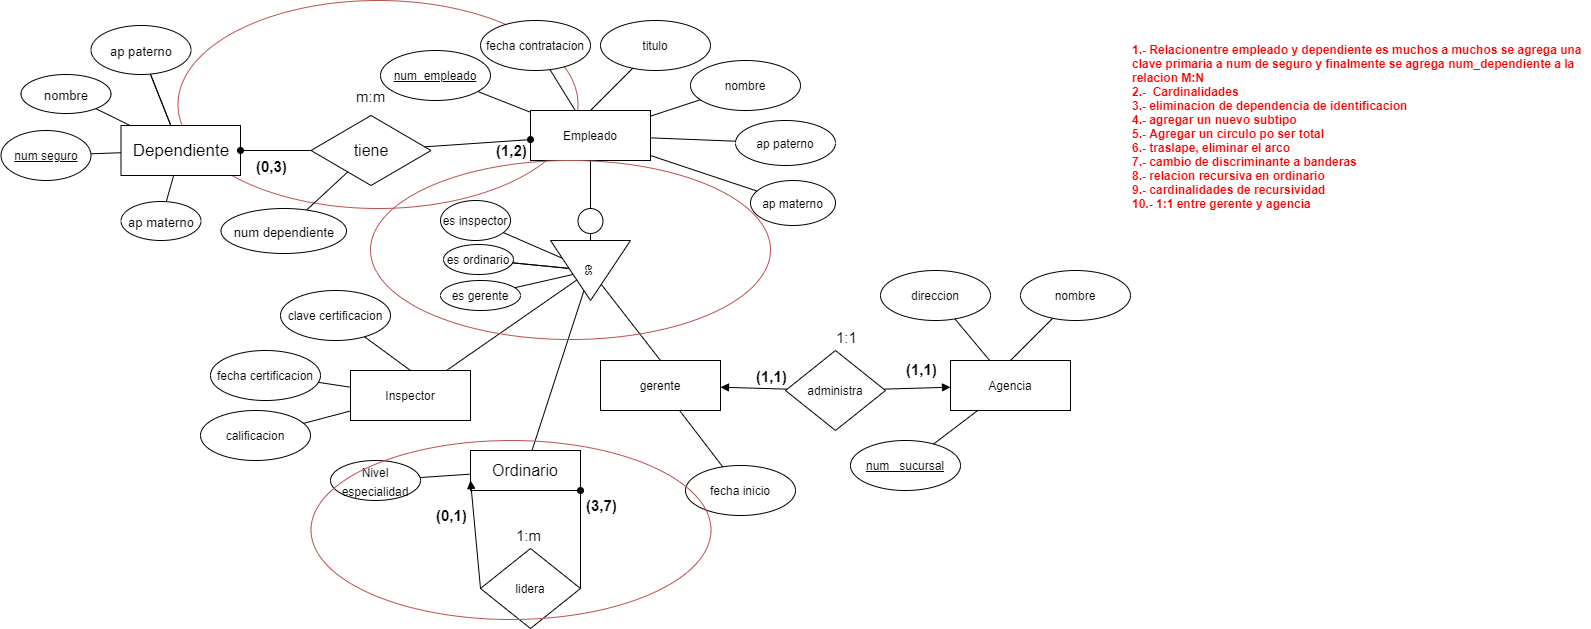 fecha contratacion
titulo
ap paterno
num_empleado
nombre
nombre
m:m
Empleado
ap paterno
num seguro
Dependiente
tiene
(0,3)
(1,2)
ap materno
num dependiente
ap materno
es inspector
es ordinario
es gerente
es
clave certificacion
direccion
nombre
1:1
fecha certificacion
Inspector
gerente
(1,1)
administra
(1,1)
Agencia
calificacion
Nivel
especialidad
Ordinario
num_ sucursal
fecha inicio
(0,1)
(3,7)
1:m
lidera
1.- Relacionentre empleado y dependiente es muchos a muchos se agrega una
clave primaria a num de seguro y finalmente se agrega num_dependiente a la
relacion M:N
2.- Cardinalidades
3.- eliminacion de dependencia de identificacion
4.- agregar un nuevo subtipo
5.- Agregar un circulo po ser total
6.- traslape, eliminar el arco
7.- cambio de discriminante a banderas
8.- relacion recursiva en ordinario
9.- cardinalidades de recursividad
10.- 1:1 entre gerente y agencia